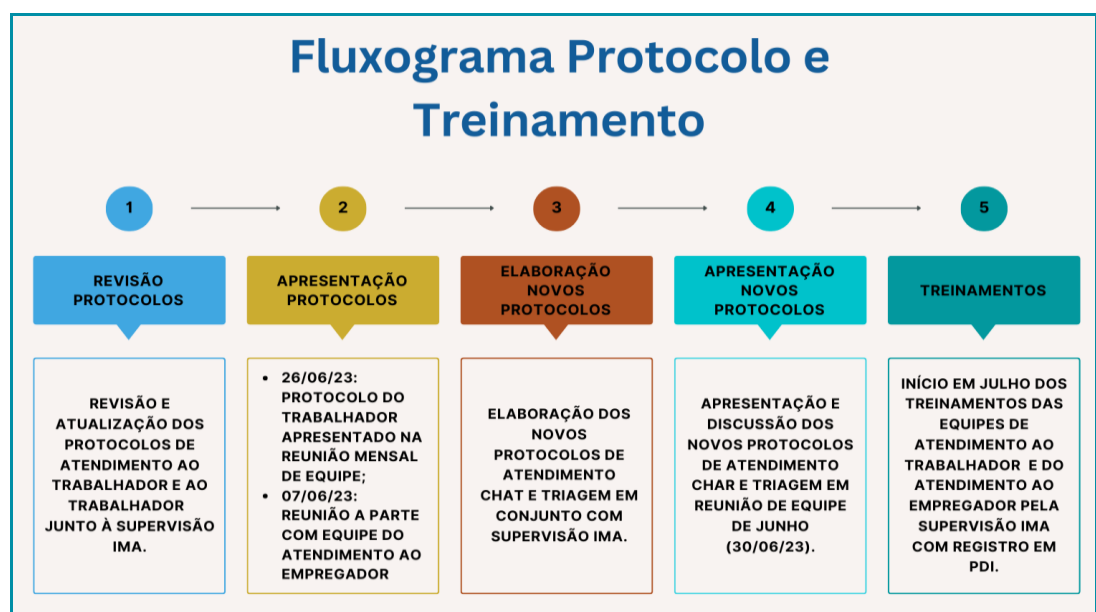 Fluxograma Protocolo e
Treinamento
1
2
3
4
5
REVISÃO
PROTOCOLOS
APRESENTAÇÃO
PROTOCOLOS
ELABORAÇÃO
NOVOS
PROTOCOLOS
APRESENTAÇÃO
NOVOS
PROTOCOLOS
TREINAMENTOS
REVISÃO E
ATUALIZAÇÃO DOS
PROTOCOLOS DE
ATENDIMENTO AO
TRABALHADOR E AO
TRABALHADOR
JUNTO À SUPERVISÃO
IMA.
• 26/06/23:
PROTOCOLO DO
TRABALHADOR
APRESENTADO NA
REUNIÃO MENSAL
DE EQUIPE;
• 07/06/23:
REUNIÃO A PARTE
COM EQUIPE DO
ATENDIMENTO AO
EMPREGADOR
ELABORAÇÃO DOS
NOVOS
PROTOCOLOS DE
ATENDIMENTO
CHAT E TRIAGEM EM
CONJUNTO COM
SUPERVISÃO IMA.
APRESENTAÇÃO E
DISCUSSÃO DOS
NOVOS PROTOCOLOS
DE ATENDIMENTO
CHAR E TRIAGEM EM
REUNIÃO DE EQUIPE
DE JUNHO
(30/06/23).
INÍCIO EM JULHO DOS
TREINAMENTOS DAS
EQUIPES DE
ATENDIMENTO AO
TRABALHADOR E DO
ATENDIMENTO AO
EMPREGADOR PELA
SUPERVISÃO IMA
COM REGISTRO EM
PDI.